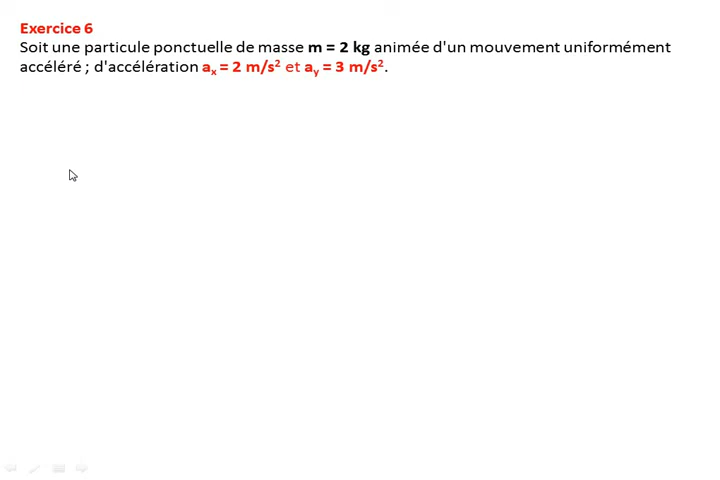 Exercice 6
Soit une particule ponctuelle de masse m = 2 kg animée d'un mouvement uniformément
accéléré ; d'accélération aₓ = 2 m/s² et aᵧ = 3 m/s².